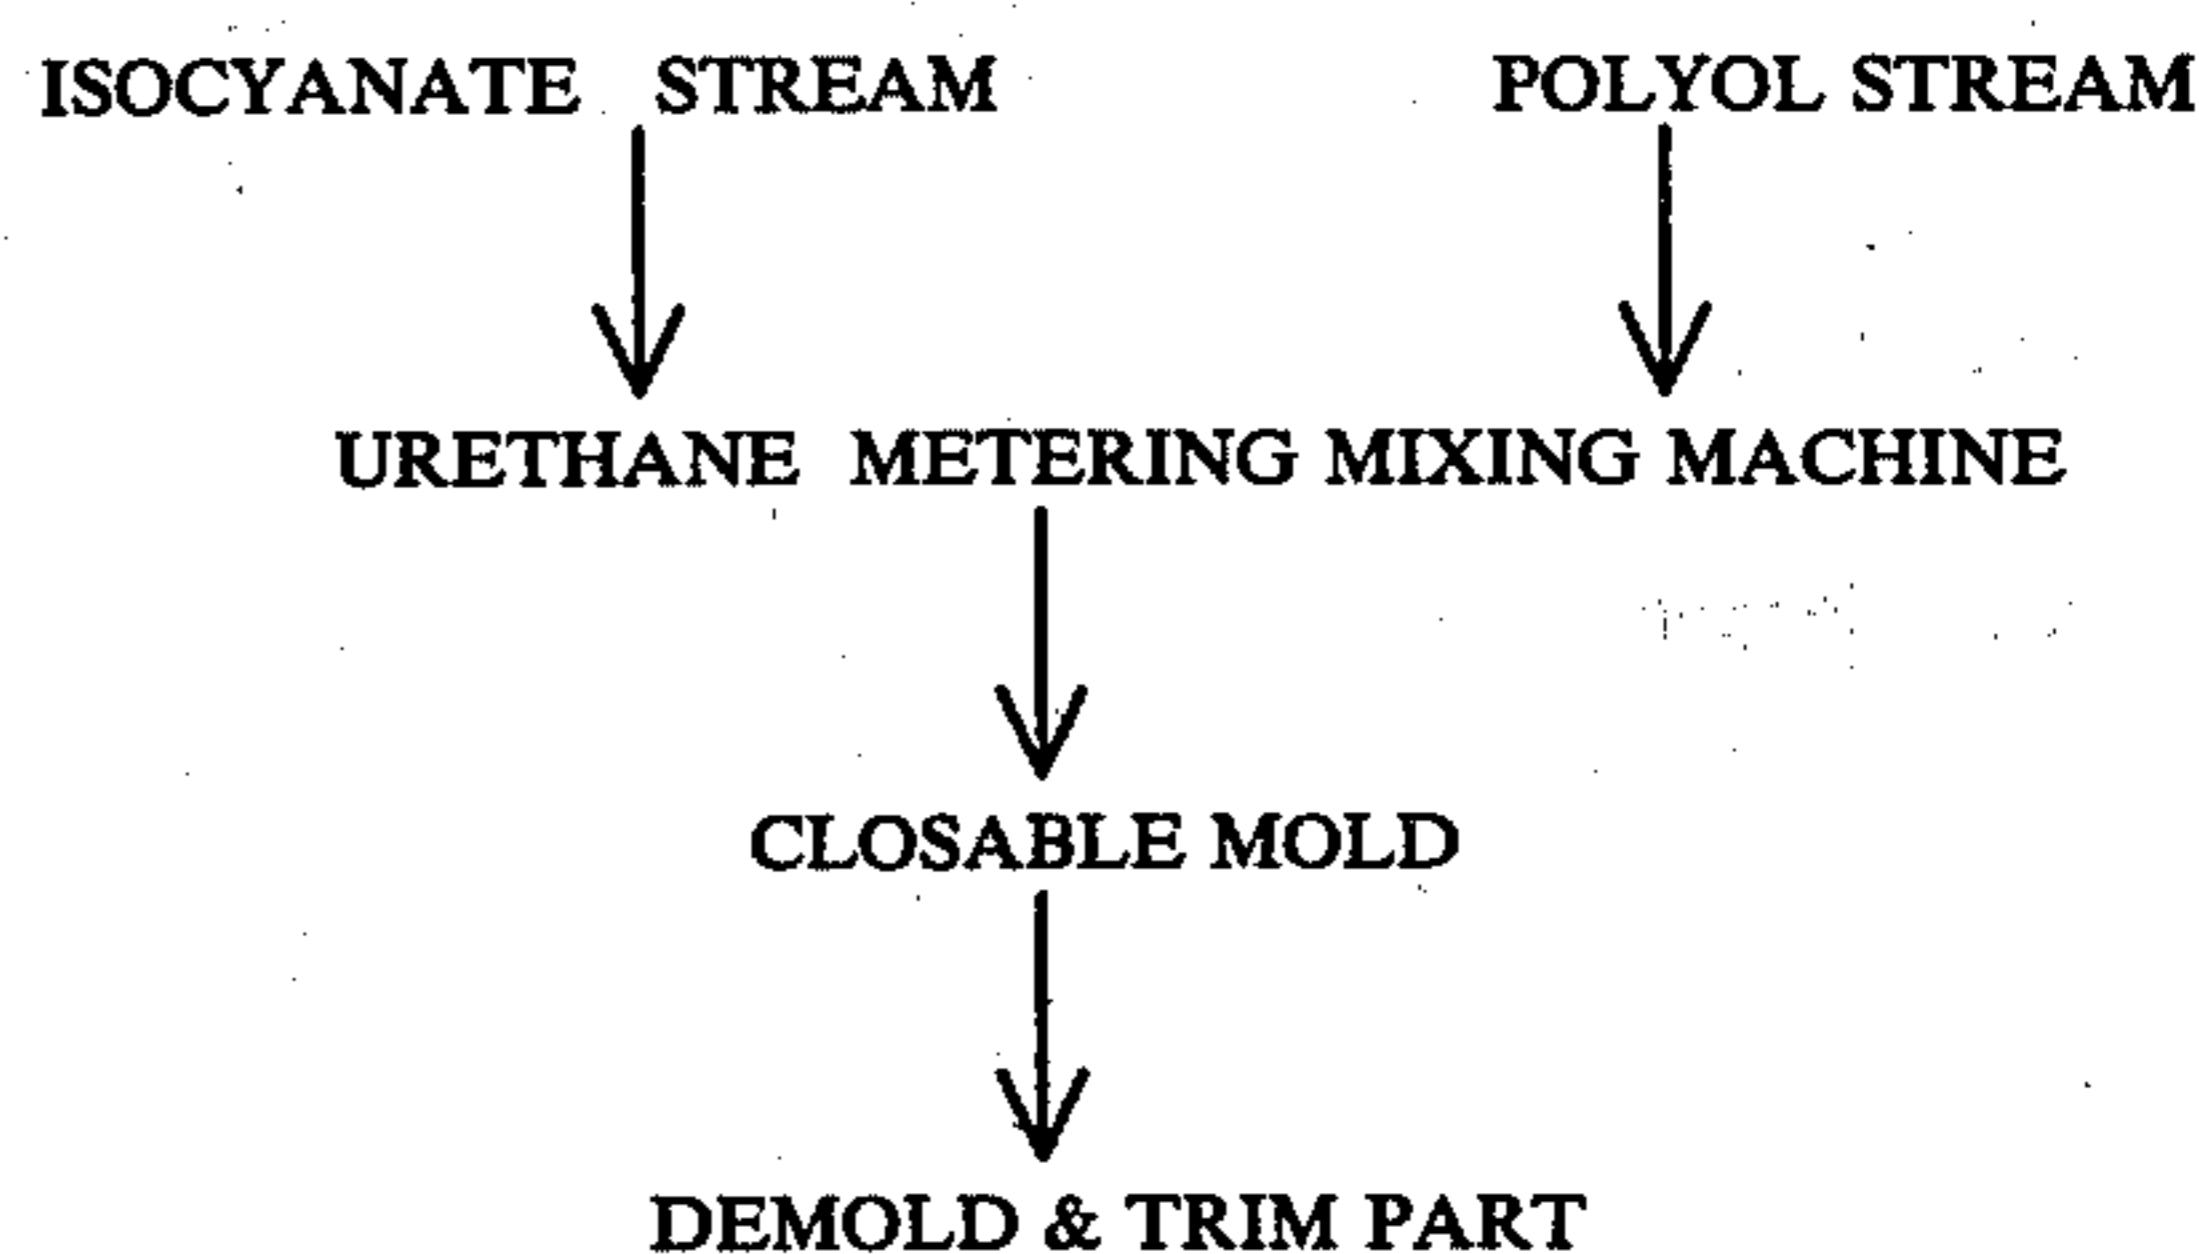 ISOCYANATE STREAM
POLYOL STREAM
URETHANE METERING MIXING MACHINE
CLOSABLE MOLD
DEMOLD & TRIM PART